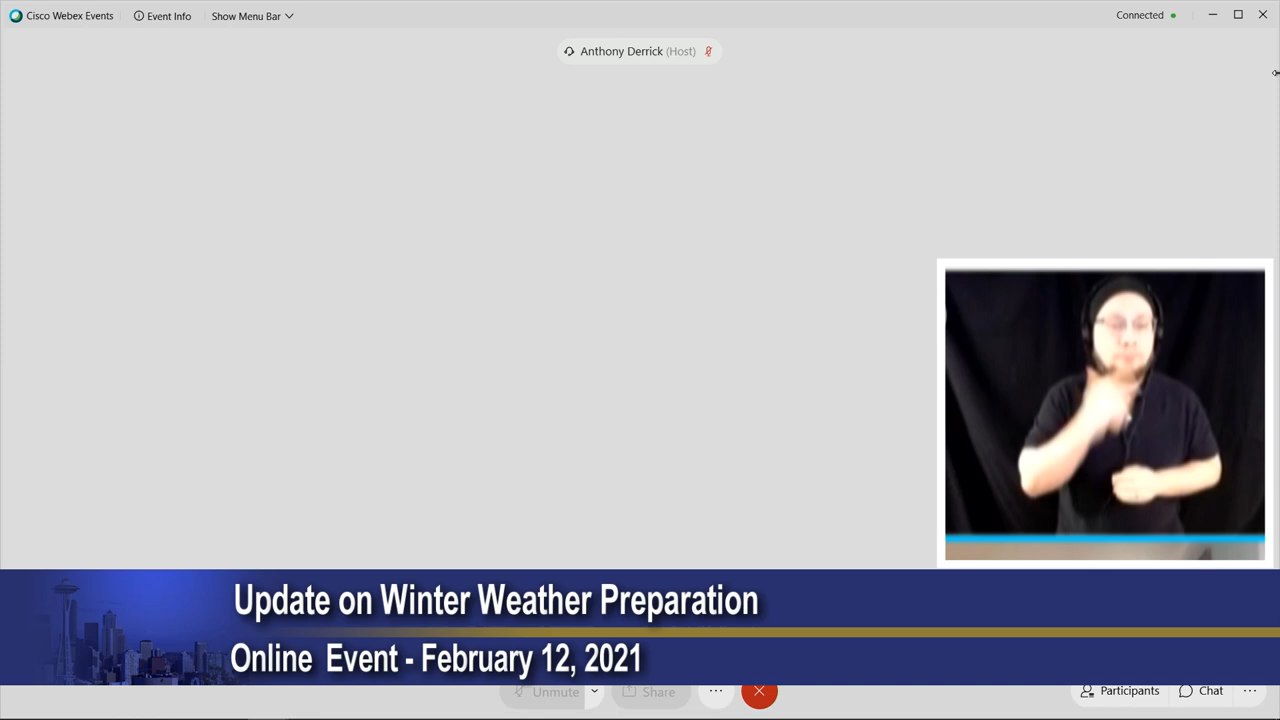 Cisco Webex Events
Event Info
Show Menu Bar
Connected
Anthony Derrick (Host)
Update on Winter Weather Preparation
Online Event - February 12, 2021
Unmute
Share
Participants
Chat